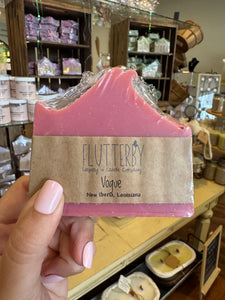 FLUTTERBY
Vogue
New Iberia, Louisiana